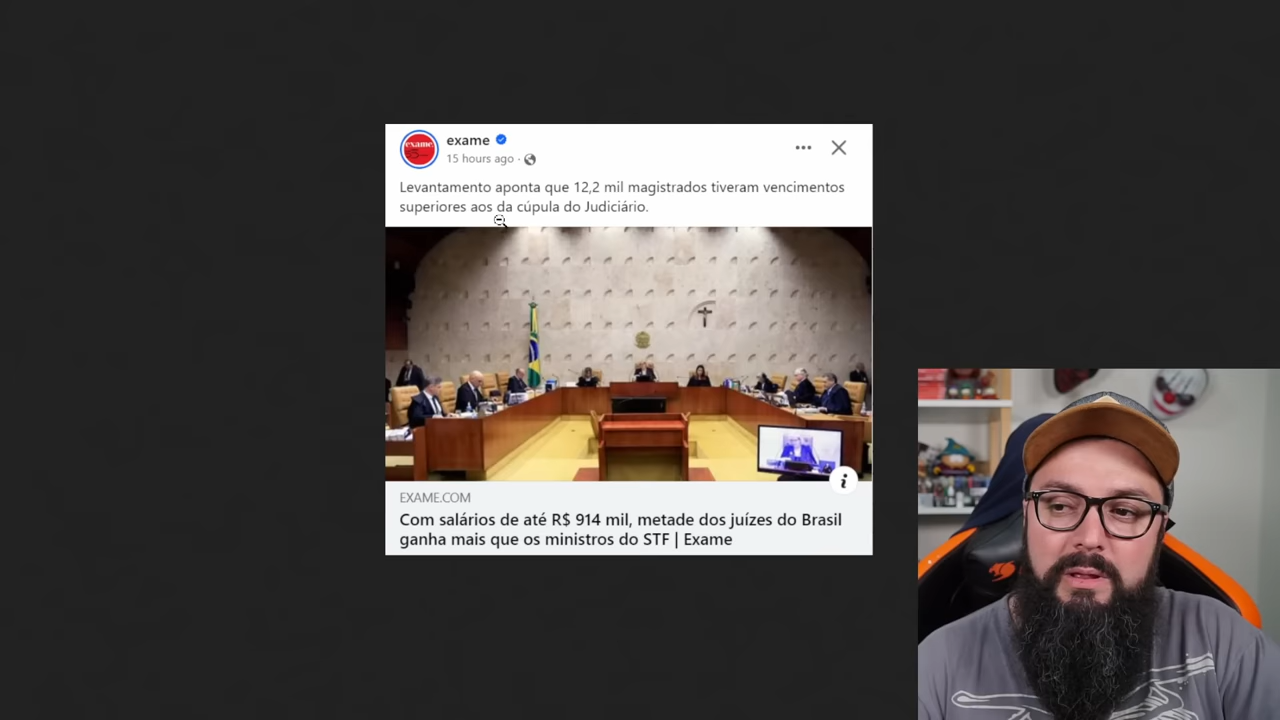 exame
15 hours ago ·
Levantamento aponta que 12,2 mil magistrados tiveram vencimentos
superiores aos da cúpula do Judiciário.
EXAME.COM
Com salários de até R$ 914 mil, metade dos juízes do Brasil
ganha mais que os ministros do STF | Exame